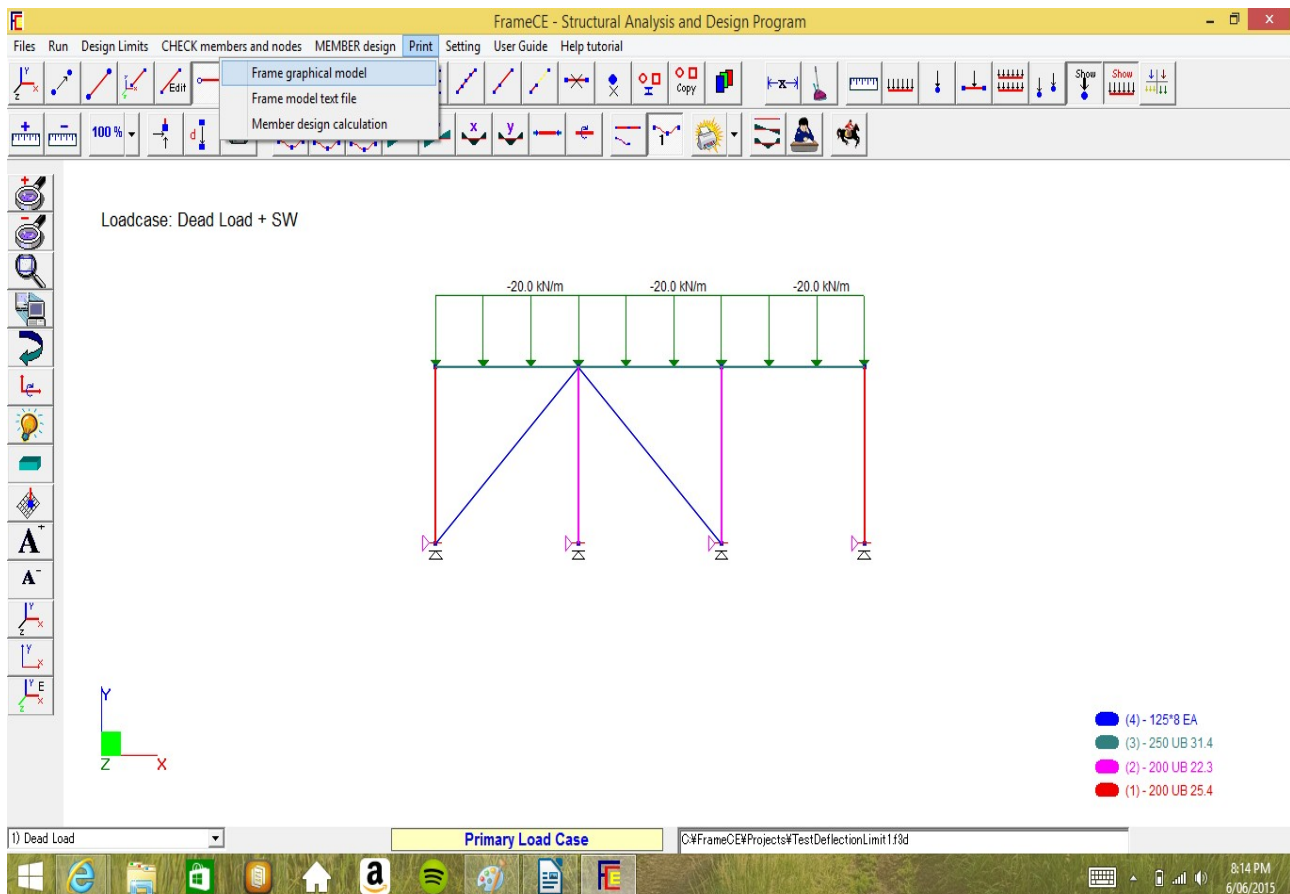 FrameCE - Structural Analysis and Design Program
Files Run Design Limits CHECK members and nodes MEMBER design Print Setting User Guide Help tutorial
Frame graphical model
Frame model text file
Member design calculation
Y
x
z
Edit
Copy
x
Show
Show
100 %
d
x
y
1
Loadcase: Dead Load + SW
-20.0 kN/m -20.0 kN/m -20.0 kN/m
A+
A-
Y
x
z
Y
x
Y E
x
z
Y
Z X
(4) - 125*8 EA
(3) - 250 UB 31.4
(2) - 200 UB 22.3
(1) - 200 UB 25.4
1) Dead Load
Primary Load Case
C:¥FrameCE¥Projects¥TestDeflectionLimit1.f3d
8:14 PM
6/06/2015